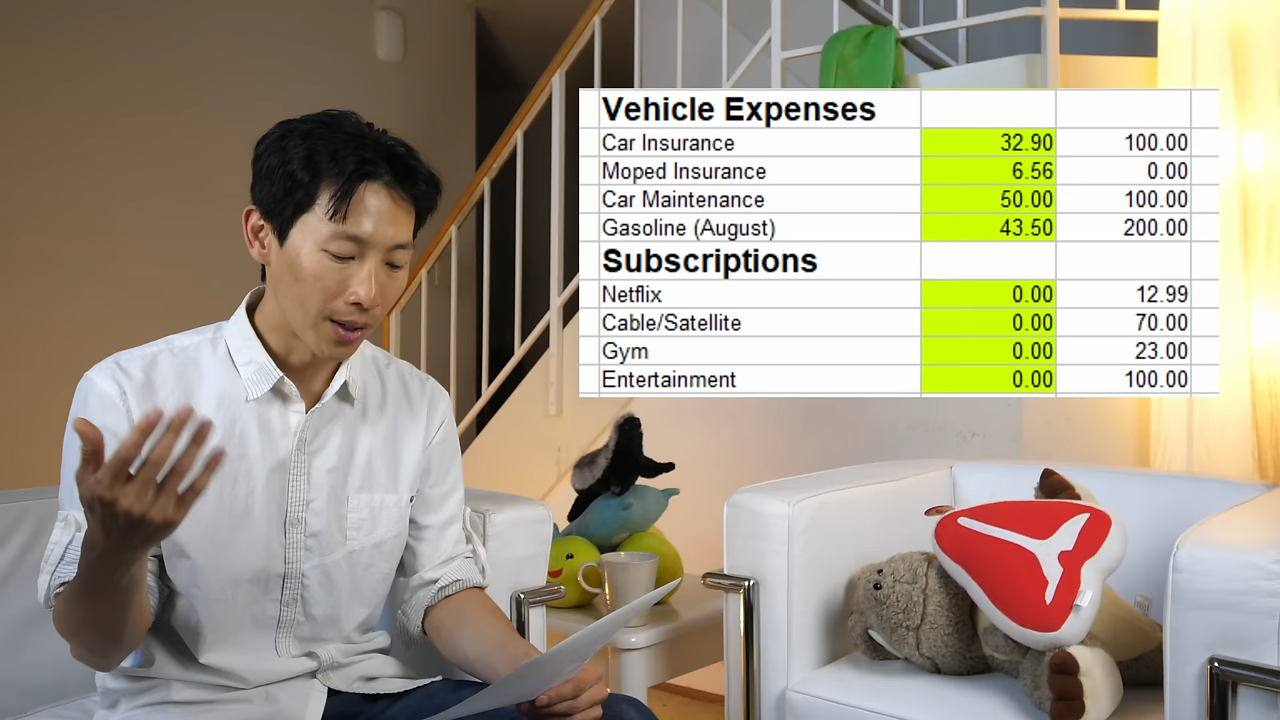 Vehicle Expenses
Car Insurance 32.90 100.00
Moped Insurance 6.56 0.00
Car Maintenance 50.00 100.00
Gasoline (August) 43.50 200.00
Subscriptions
Netflix 0.00 12.99
Cable/Satellite 0.00 70.00
Gym 0.00 23.00
Entertainment 0.00 100.00